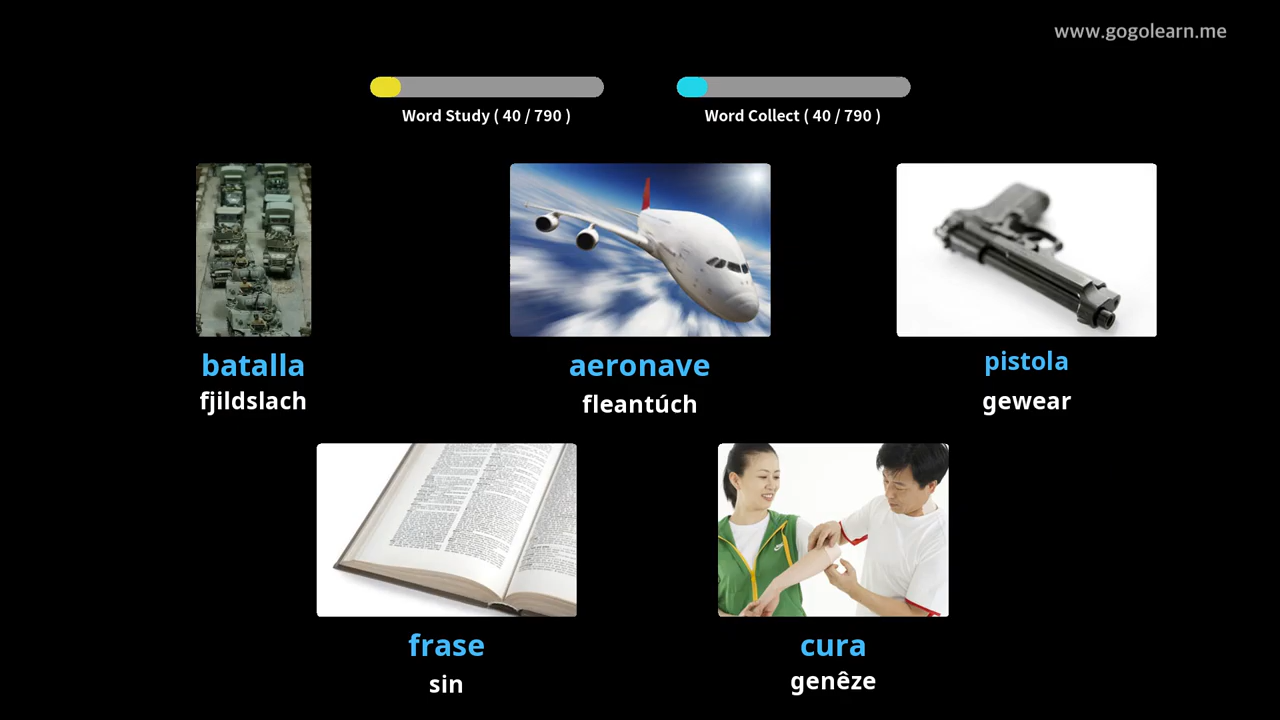 www.gogolearn.me
Word Study ( 40 / 790 )
Word Collect ( 40 / 790 )
batalla
fjildslach
aeronave
fleantúch
pistola
gewear
frase
sin
cura
genêze